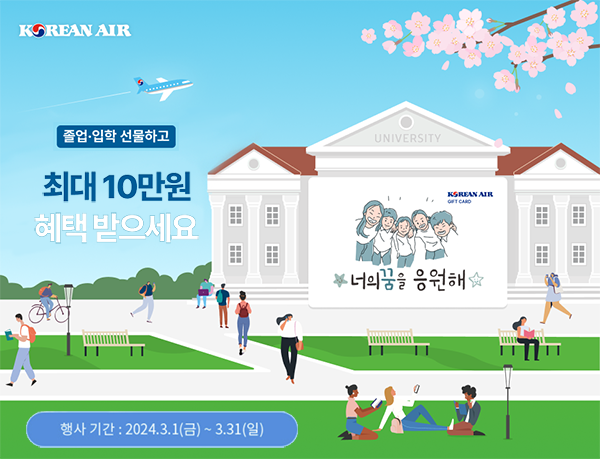 KOREAN AIR
졸업·입학 선물하고
최대 10만원
혜택 받으세요
UNIVERSITY
KOREAN AIR
GIFT CARD
너의꿈을 응원해
행사 기간 : 2024.3.1(금) ~ 3.31(일)